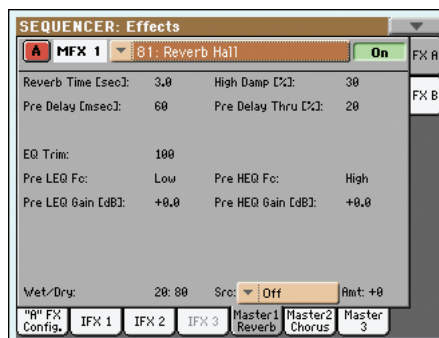 SEQUENCER: Effects
A MFX 1 81: Reverb Hall On
FX A
FX B
Reverb Time [sec]: 3.0 High Damp [%]: 30
Pre Delay [msec]: 60 Pre Delay Thru [%]: 20
EQ Trim: 100
Pre LEQ Fc: Low Pre HEQ Fc: High
Pre LEQ Gain [dB]: +0.0 Pre HEQ Gain [dB]: +0.0
Wet/Dry: 20: 80 Src: Off Amt: +0
"A" FX Config. IFX 1 IFX 2 IFX 3 Master1 Reverb Master2 Chorus Master 3